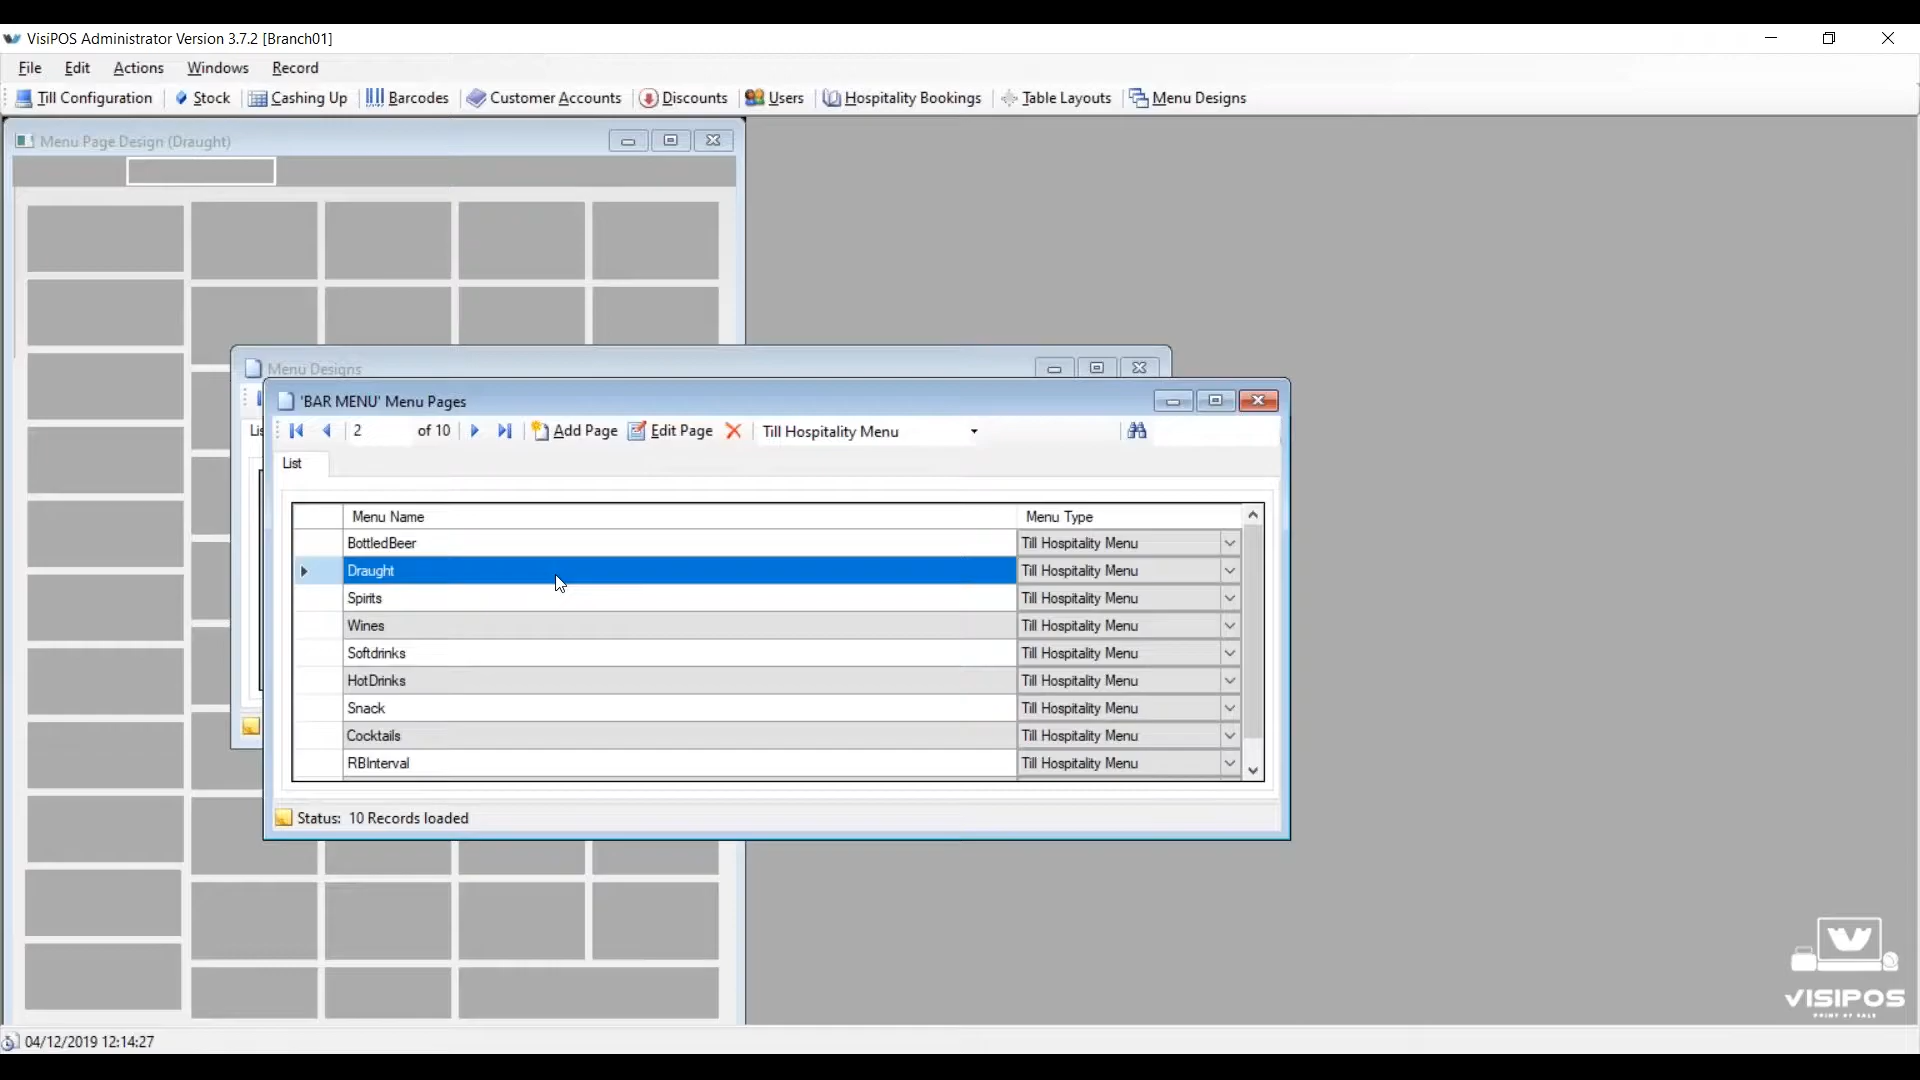 VisiPOS Administrator Version 3.7.2 [Branch01]
File Edit Actions Windows Record
Till Configuration Stock Cashing Up Barcodes Customer Accounts Discounts Users Hospitality Bookings Table Layouts Menu Designs
Menu Page Design (Draught)
Menu Designs
'BAR MENU' Menu Pages
2 of 10 Add Page Edit Page Till Hospitality Menu
List
Menu Name Menu Type
BottledBeer Till Hospitality Menu
Draught Till Hospitality Menu
Spirits Till Hospitality Menu
Wines Till Hospitality Menu
Softdrinks Till Hospitality Menu
HotDrinks Till Hospitality Menu
Snack Till Hospitality Menu
Cocktails Till Hospitality Menu
RBInterval Till Hospitality Menu
Status: 10 Records loaded
VISIPOS
POINT OF SALE
04/12/2019 12:14:27